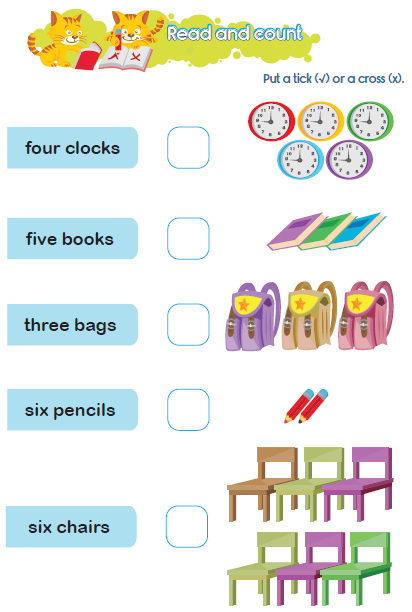 Read and count
Put a tick (√) or a cross (x).
four clocks
five books
three bags
six pencils
six chairs